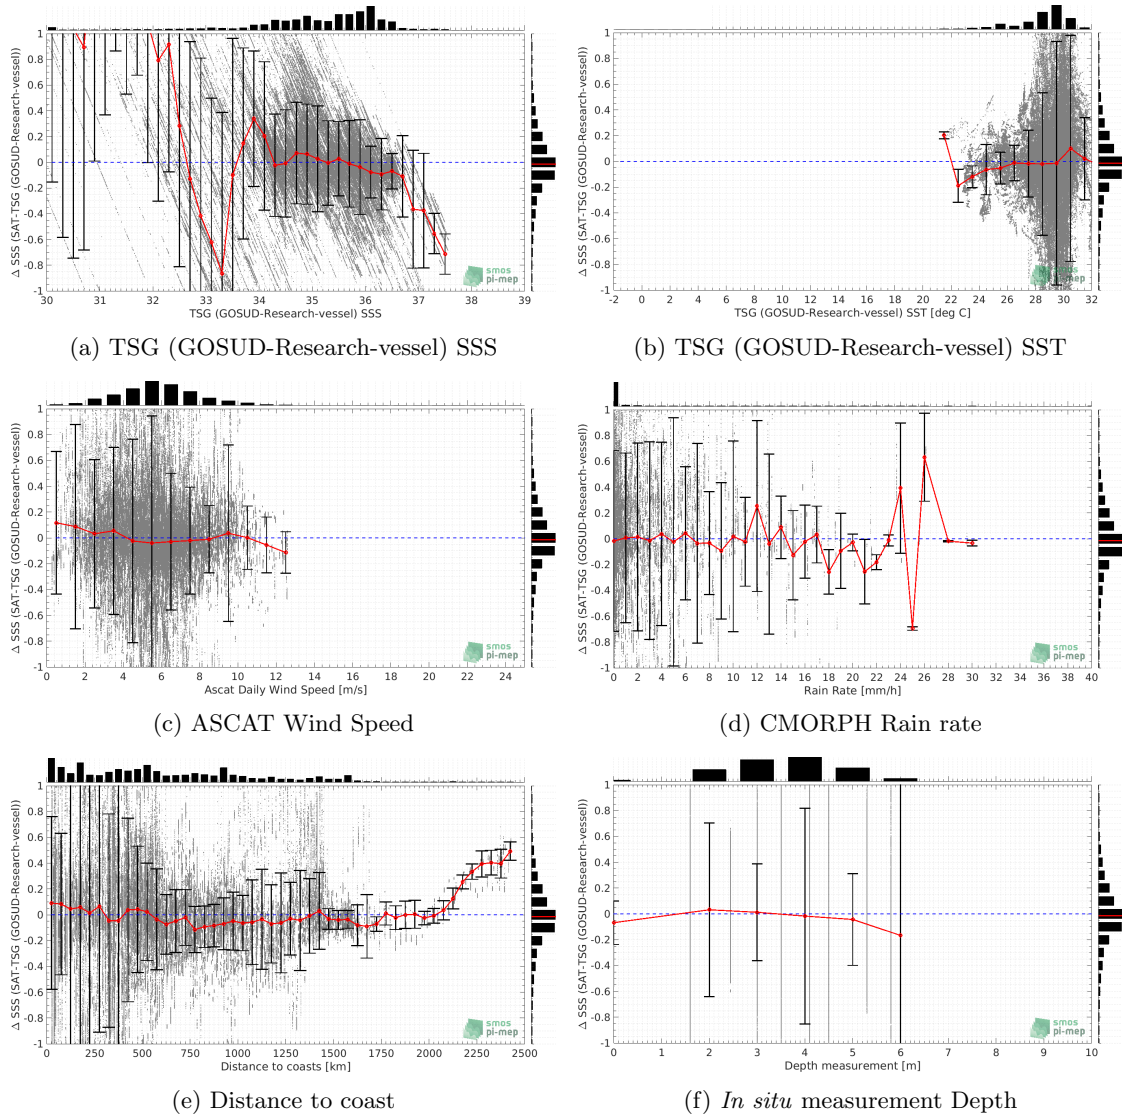 Δ SSS (SAT-TSG (GOSUD-Research-vessel))
1
0.8
0.6
0.4
0.2
0
-0.2
-0.4
-0.6
-0.8
-1
smos
pi-mep
30 31 32 33 34 35 36 37 38 39
TSG (GOSUD-Research-vessel) SSS
(a) TSG (GOSUD-Research-vessel) SSS
Δ SSS (SAT-TSG (GOSUD-Research-vessel))
1
0.8
0.6
0.4
0.2
0
-0.2
-0.4
-0.6
-0.8
-1
smos
pi-mep
-2 0 2 4 6 8 10 12 14 16 18 20 22 24 26 28 30 32
TSG (GOSUD-Research-vessel) SST [deg C]
(b) TSG (GOSUD-Research-vessel) SST
Δ SSS (SAT-TSG (GOSUD-Research-vessel))
1
0.8
0.6
0.4
0.2
0
-0.2
-0.4
-0.6
-0.8
-1
smos
pi-mep
0 2 4 6 8 10 12 14 16 18 20 22 24
Ascat Daily Wind Speed [m/s]
(c) ASCAT Wind Speed
Δ SSS (SAT-TSG (GOSUD-Research-vessel))
1
0.8
0.6
0.4
0.2
0
-0.2
-0.4
-0.6
-0.8
-1
smos
pi-mep
0 2 4 6 8 10 12 14 16 18 20 22 24 26 28 30 32 34 36 38 40
Rain Rate [mm/h]
(d) CMORPH Rain rate
Δ SSS (SAT-TSG (GOSUD-Research-vessel))
1
0.8
0.6
0.4
0.2
0
-0.2
-0.4
-0.6
-0.8
-1
smos
pi-mep
0 250 500 750 1000 1250 1500 1750 2000 2250 2500
Distance to coasts [km]
(e) Distance to coast
Δ SSS (SAT-TSG (GOSUD-Research-vessel))
1
0.8
0.6
0.4
0.2
0
-0.2
-0.4
-0.6
-0.8
-1
smos
pi-mep
0 1 2 3 4 5 6 7 8 9 10
Depth measurement [m]
(f) In situ measurement Depth